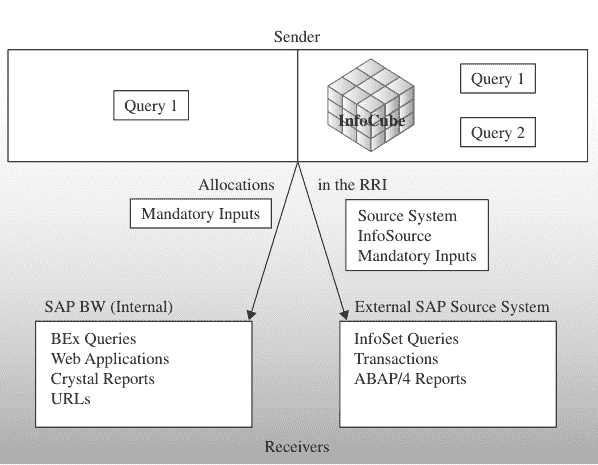 Sender
Query 1
InfoCube
Query 1
Query 2
Allocations in the RRI
Mandatory Inputs
Source System
InfoSource
Mandatory Inputs
SAP BW (Internal)
BEx Queries
Web Applications
Crystal Reports
URLs
External SAP Source System
InfoSet Queries
Transactions
ABAP/4 Reports
Receivers